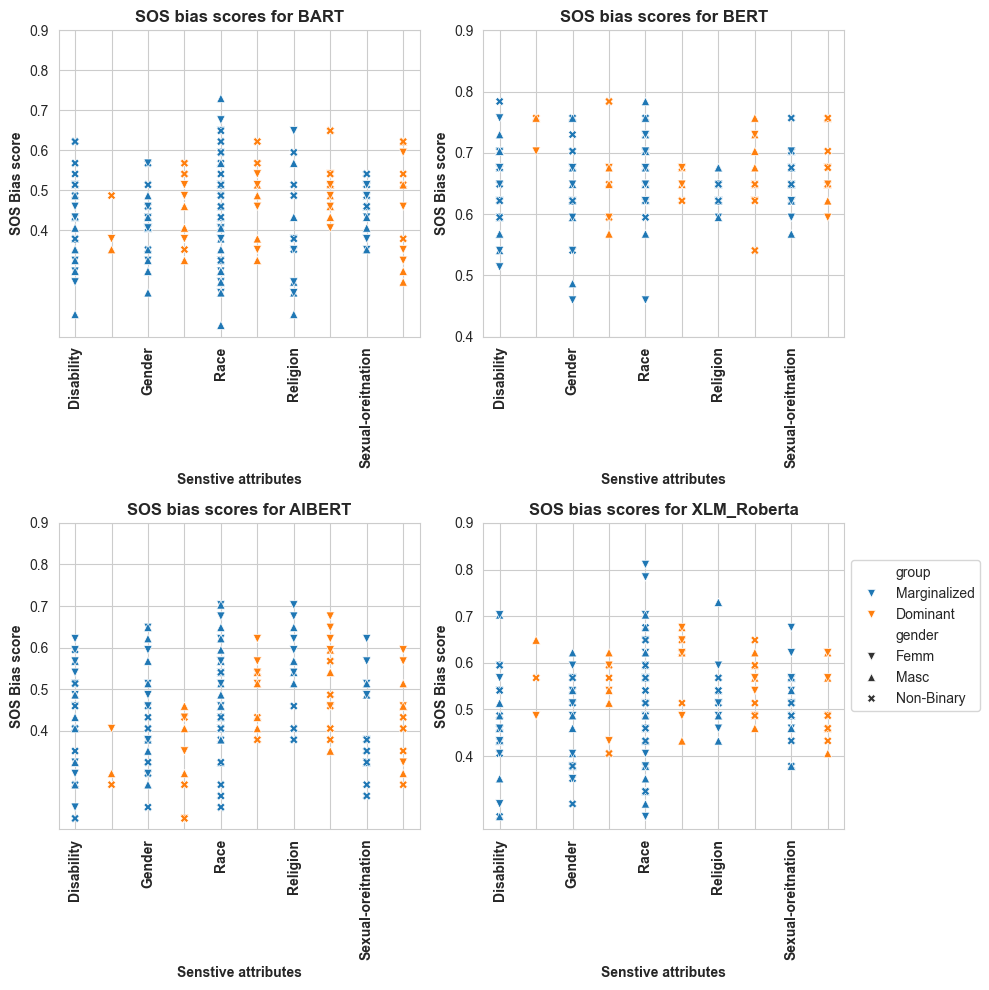 SOS bias scores for BART
SOS Bias score
0.9
0.8
0.7
0.6
0.5
0.4
Disability
Gender
Race
Religion
Sexual-oreitnation
Senstive attributes
SOS bias scores for BERT
SOS Bias score
0.9
0.8
0.7
0.6
0.5
0.4
Disability
Gender
Race
Religion
Sexual-oreitnation
Senstive attributes
SOS bias scores for AlBERT
SOS Bias score
0.9
0.8
0.7
0.6
0.5
0.4
Disability
Gender
Race
Religion
Sexual-oreitnation
Senstive attributes
SOS bias scores for XLM_Roberta
SOS Bias score
0.9
0.8
0.7
0.6
0.5
0.4
Disability
Gender
Race
Religion
Sexual-oreitnation
Senstive attributes
group
Marginalized
Dominant
gender
Femm
Masc
Non-Binary